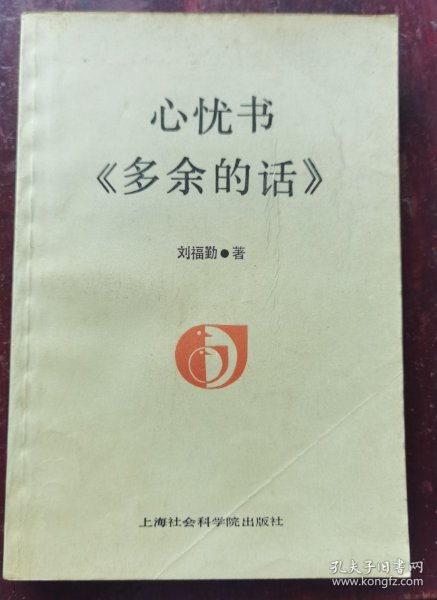 心忧书
《多余的话》
刘福勤●著
上海社会科学院出版社
孔夫子旧书网
www.kongfz.com